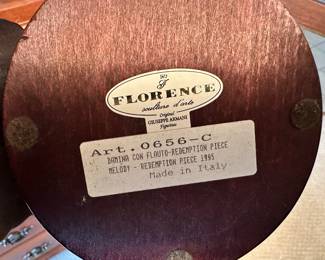 FLORENCE
sculture d'arte
Original
GIUSEPPE ARMANI
Figurines
Art. 0656-C
DAMINA CON FLAUTO-REDEMPTION PIECE
MELODY - REDEMPTION PIECE 1995
Made in Italy